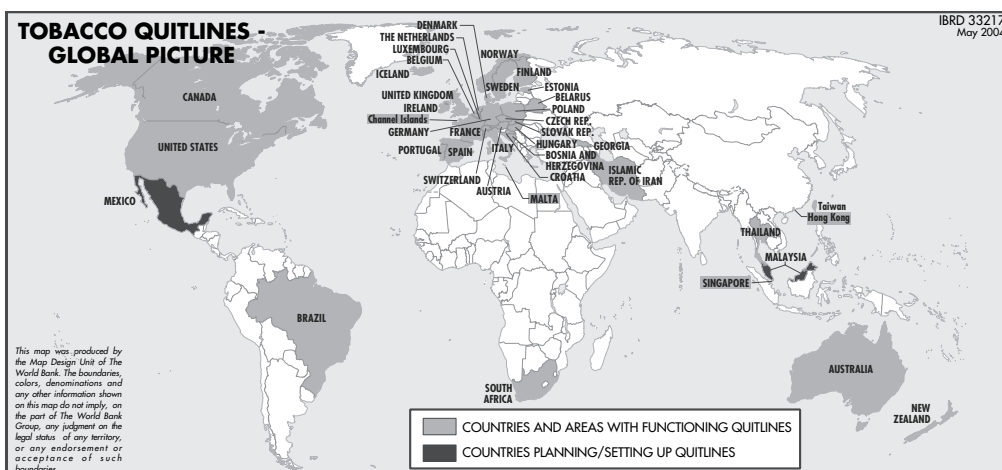 TOBACCO QUITLINES -
GLOBAL PICTURE
IBRD 33217
May 2004
DENMARK
THE NETHERLANDS
LUXEMBOURG
BELGIUM
ICELAND
NORWAY
FINLAND
SWEDEN
ESTONIA
BELARUS
POLAND
CZECH REP.
SLOVAK REP.
HUNGARY
BOSNIA AND
HERZEGOVINA
CROATIA
GEORGIA
ISLAMIC
REP. OF IRAN
UNITED KINGDOM
IRELAND
Channel Islands
GERMANY
FRANCE
PORTUGAL
SPAIN
ITALY
SWITZERLAND
AUSTRIA
MALTA
CANADA
UNITED STATES
MEXICO
BRAZIL
SOUTH
AFRICA
Taiwan
Hong Kong
THAILAND
MALAYSIA
SINGAPORE
AUSTRALIA
NEW
ZEALAND
This map was produced by
the Map Design Unit of The
World Bank. The boundaries,
colors, denominations and
any other information shown
on this map do not imply, on
the part of The World Bank
Group, any judgment on the
legal status of any territory,
or any endorsement or
acceptance of such
boundaries.
COUNTRIES AND AREAS WITH FUNCTIONING QUITLINES
COUNTRIES PLANNING/SETTING UP QUITLINES